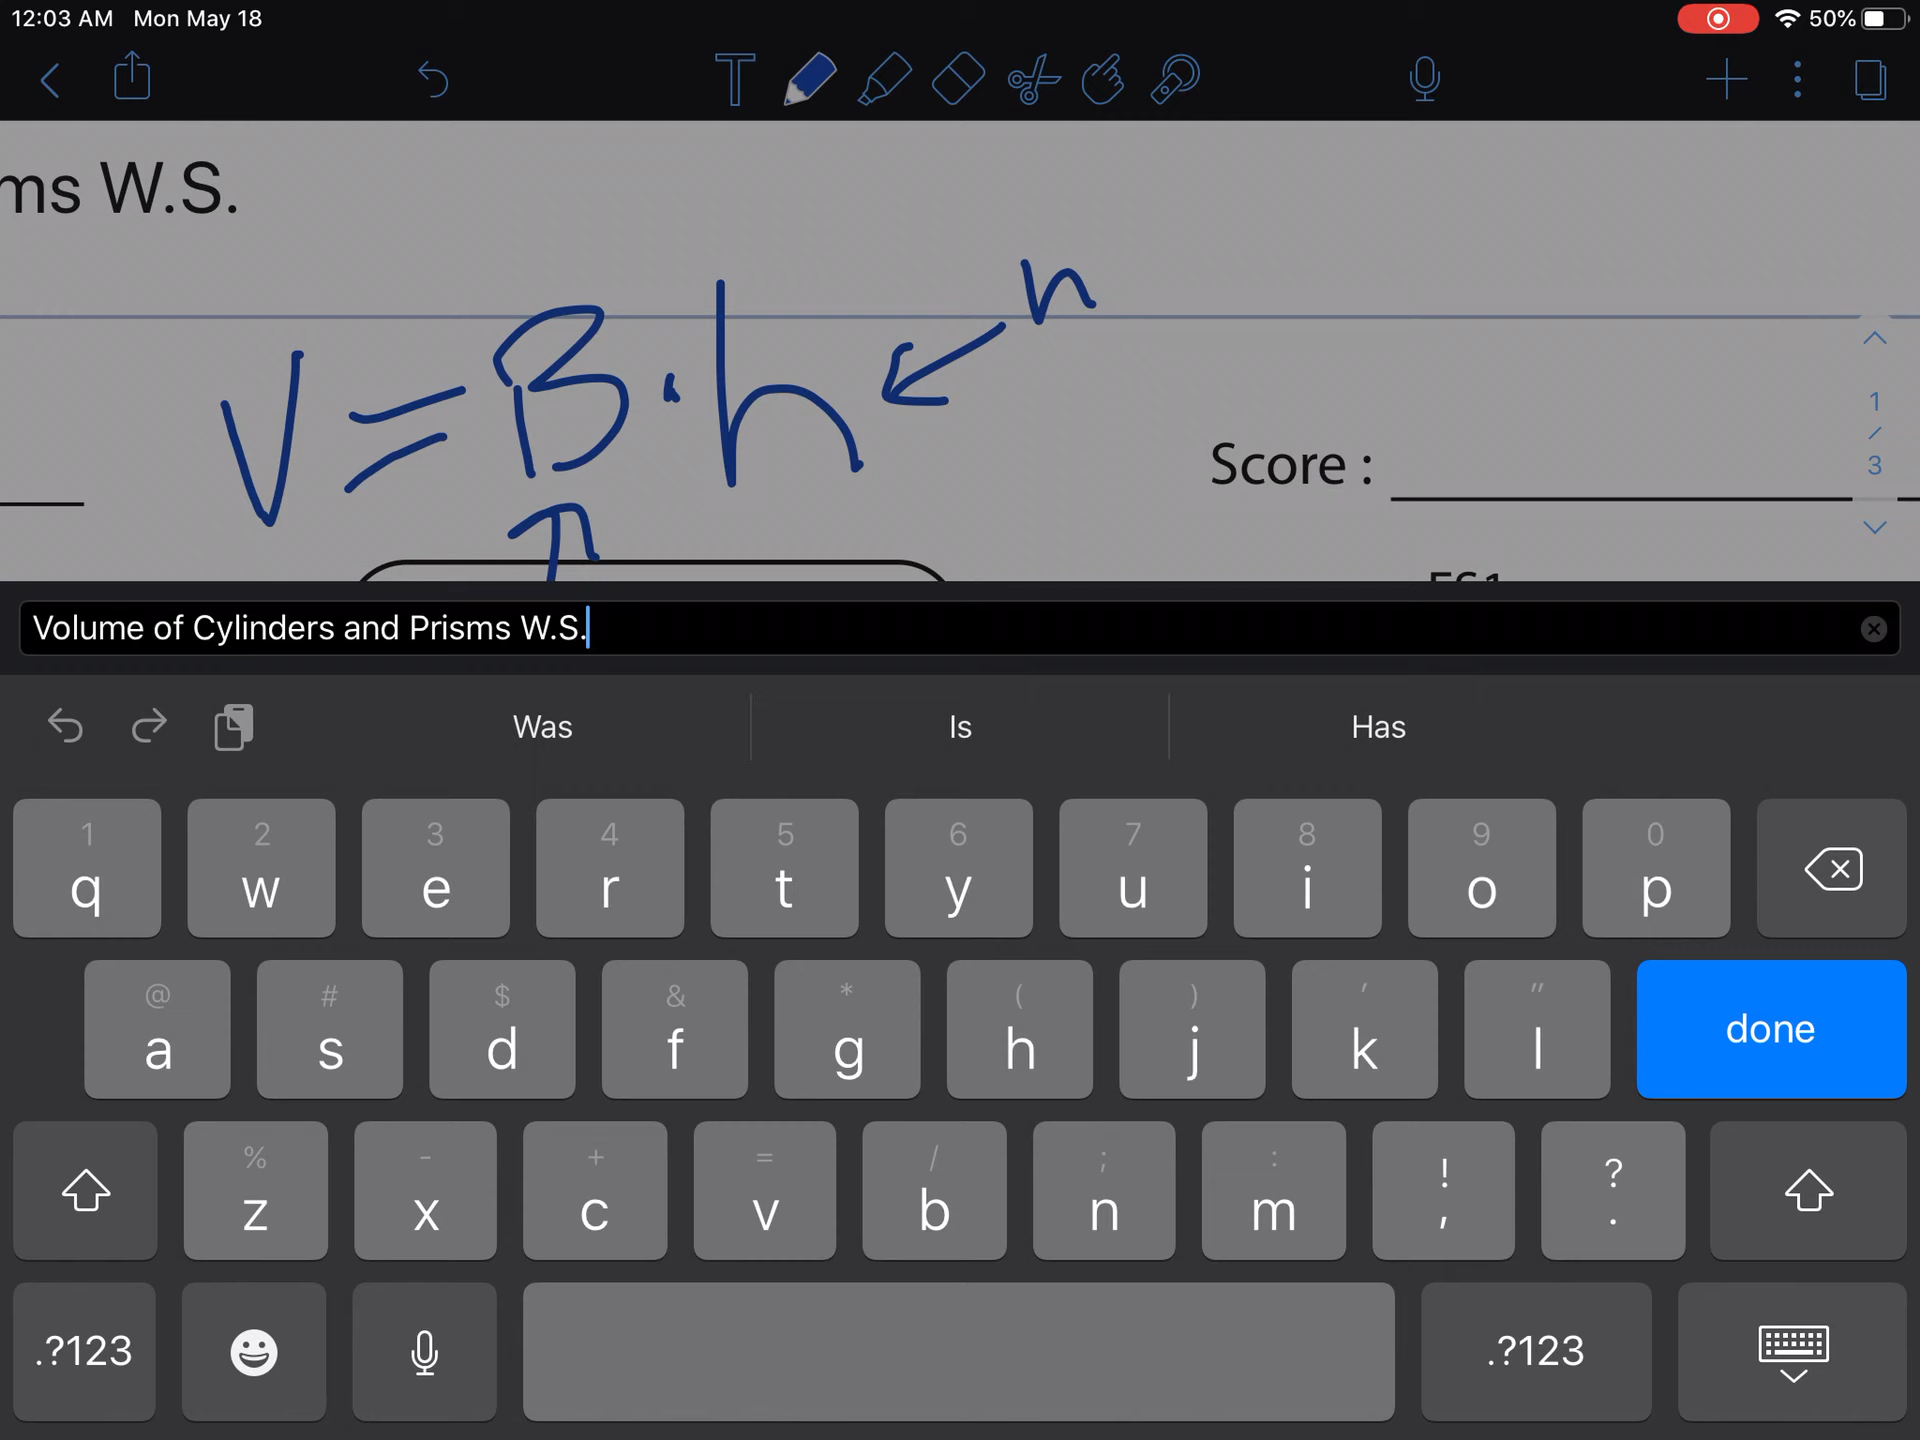 12:03 AM Mon May 18
50%
ms W.S.
n
V = B · h
1
/
3
Score :
Volume of Cylinders and Prisms W.S.
Was Is Has
1 2 3 4 5 6 7 8 9 0
q w e r t y u i o p
@ # $ & * ( ) ' "
a s d f g h j k l done
% - + = / ; : ! ?
z x c v b n m , .
.?123 .?123